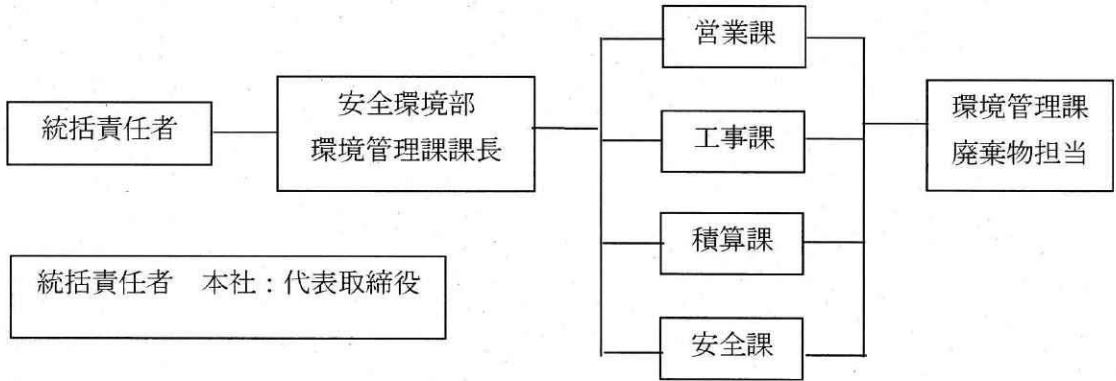 統括責任者
安全環境部
環境管理課課長
営業課
工事課
積算課
安全課
環境管理課
廃棄物担当
統括責任者　本社：代表取締役